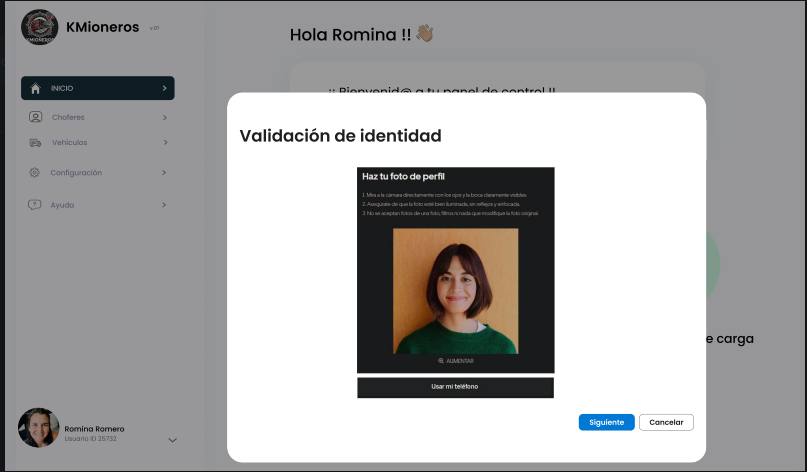 KMioneros v.01
KMIONEROS
INICIO
Choferes
Vehículos
Configuración
Ayuda
Romina Romero
Usuario ID 25732
Hola Romina !!
¡¡ Bienvenid@ a tu panel de control !!
Validación de identidad
Haz tu foto de perfil
1. Mira a la cámara directamente con los ojos y la boca claramente visibles.
2. Asegúrate de que la foto esté bien iluminada, sin reflejos y enfocada.
3. No se aceptan fotos de una foto, filtros ni nada que modifique la foto original.
AUMENTAR
Usar mi teléfono
e carga
Siguiente
Cancelar